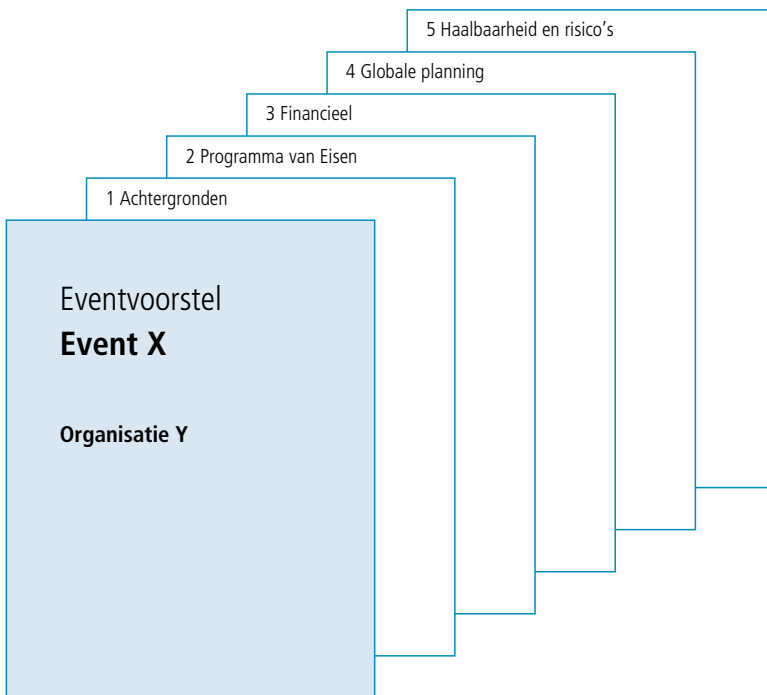 5 Haalbaarheid en risico's
4 Globale planning
3 Financieel
2 Programma van Eisen
1 Achtergronden
Eventvoorstel
Event X
Organisatie Y